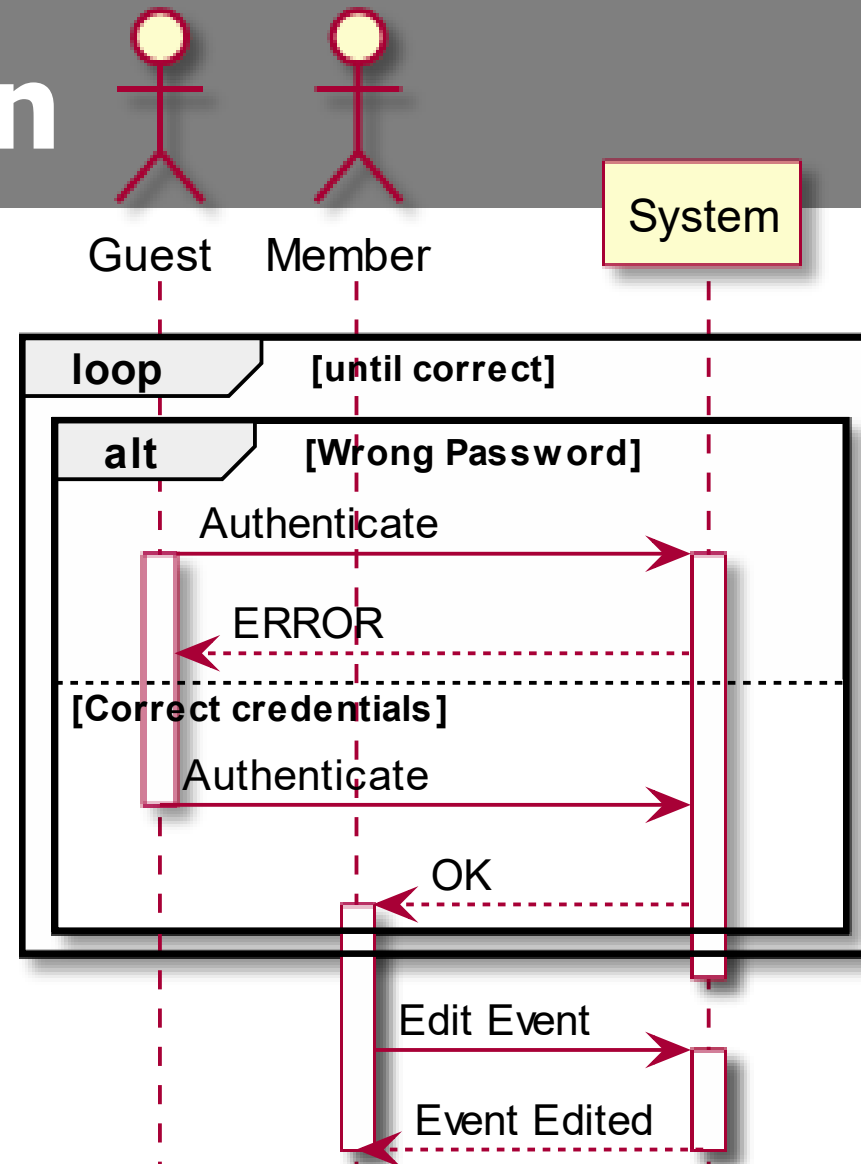 n
Guest Member System
loop [until correct]
alt [Wrong Password]
Authenticate
ERROR
[Correct credentials]
Authenticate
OK
Edit Event
Event Edited